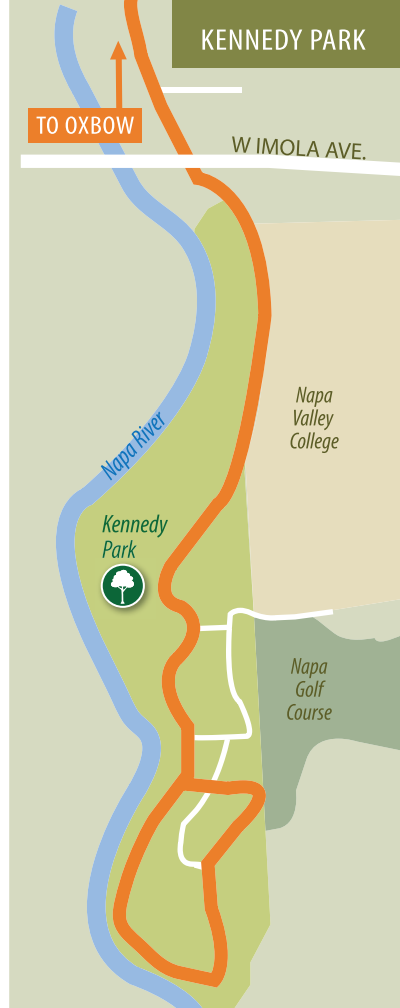 KENNEDY PARK
TO OXBOW
W IMOLA AVE.
Napa
Valley
College
Napa River
Kennedy
Park
Napa
Golf
Course